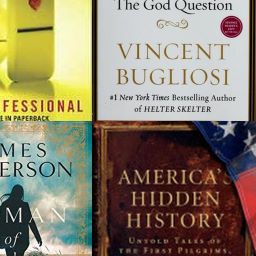 OFESSIONAL
E IN PAPERBACK
The God Question
VINCENT
BUGLIOSI
#1 New York Times Bestselling Author
of HELTER SKELTER
MES
ERSON
MAN
of
AMERICA'S
HIDDEN
HISTORY
UNTOLD TALES OF
THE FIRST PILGRIMS,